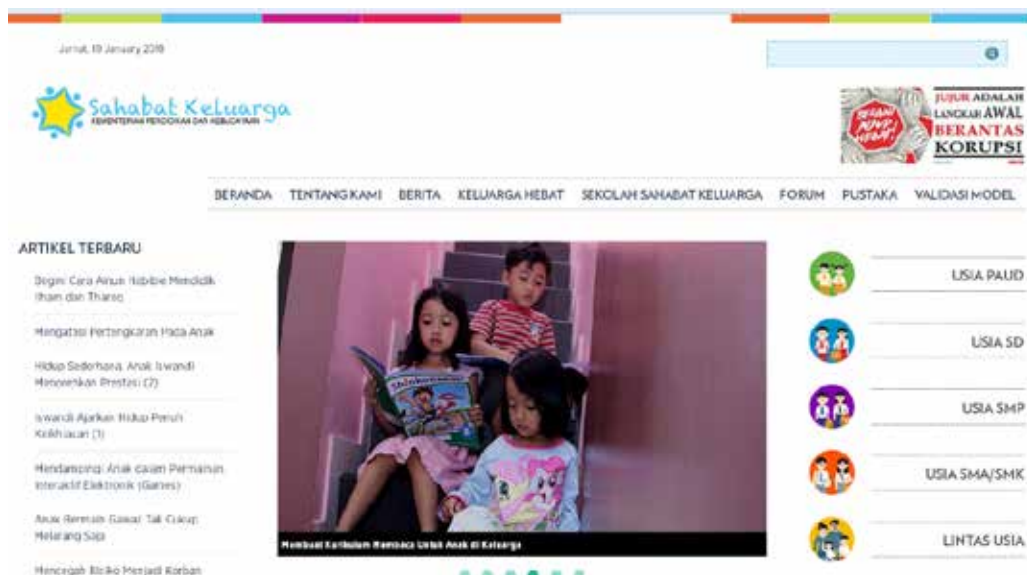 Jumat, 19 January 2018
Sahabat Keluarga
KEMENTERIAN PENDIDIKAN DAN KEBUDAYAAN
BERANI JUJUR HEBAT!
JUJUR ADALAH
LANGKAH AWAL
BERANTAS
KORUPSI
BERANDA TENTANG KAMI BERITA KELUARGA HEBAT SEKOLAH SAHABAT KELUARGA FORUM PUSTAKA VALIDASI MODEL
ARTIKEL TERBARU
Begini Cara Ainun Habibie Mendidik
Ilham dan Thareq
Mengatasi Pertengkaran Pada Anak
Hidup Sederhana, Anak Iswandi
Menorehkan Prestasi (2)
Iswandi Ajarkan Hidup Penuh
Keikhlasan (1)
Mendampingi Anak dalam Permainan
Interaktif Elektronik (Games)
Anak Bermain Gawai Tak Cukup
Melarang Saja
Mencegah Risiko Menjadi Korban
Membuat Kurikulum Membaca Untuk Anak di Keluarga
USIA PAUD
USIA SD
USIA SMP
USIA SMA/SMK
LINTAS USIA